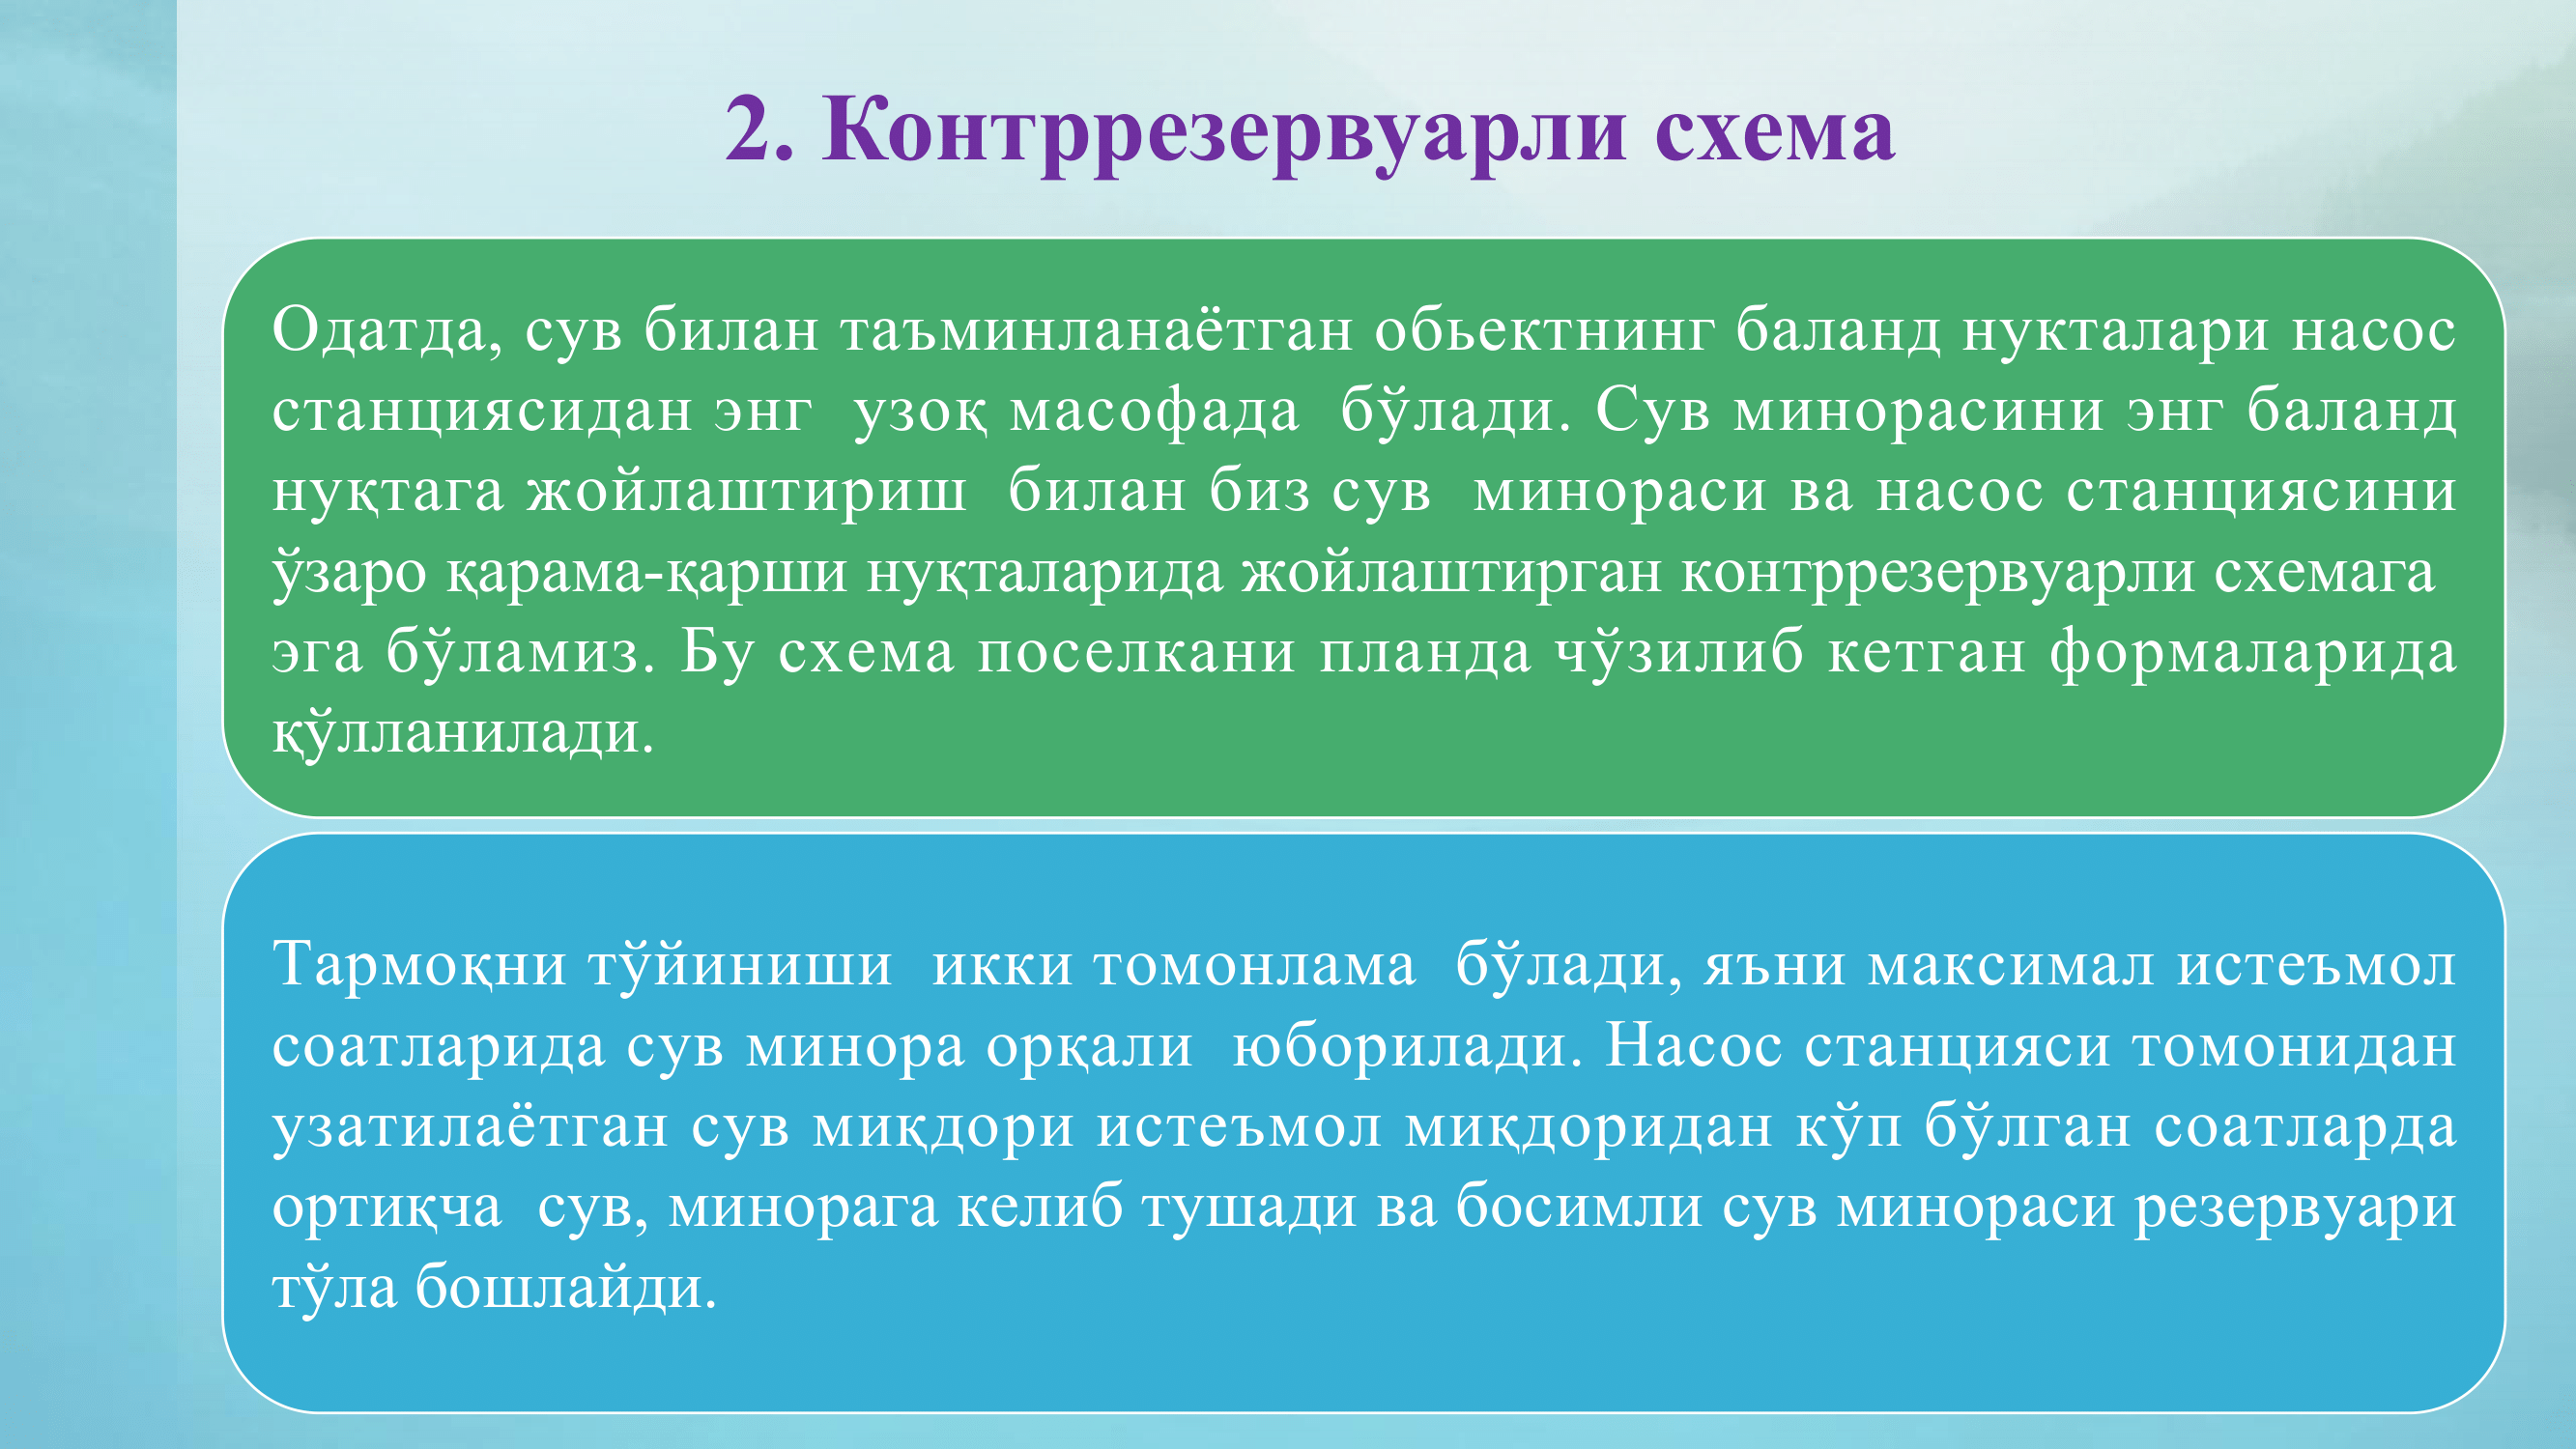 2. Контррезервуарли схема
Одатда, сув билан таъминланаётган обьектнинг баланд нукталари насос
станциясидан энг узоқ масофада бўлади. Сув минорасини энг баланд
нуқтага жойлаштириш билан биз сув минораси ва насос станциясини
ўзаро қарама-қарши нуқталарида жойлаштирган контррезервуарли схемага
эга бўламиз. Бу схема поселкани планда чўзилиб кетган формаларида
қўлланилади.
Тармоқни тўйиниши икки томонлама бўлади, яъни максимал истеъмол
соатларида сув минора орқали юборилади. Насос станцияси томонидан
узатилаётган сув миқдори истеъмол миқдоридан кўп бўлган соатларда
ортиқча сув, минорага келиб тушади ва босимли сув минораси резервуари
тўла бошлайди.